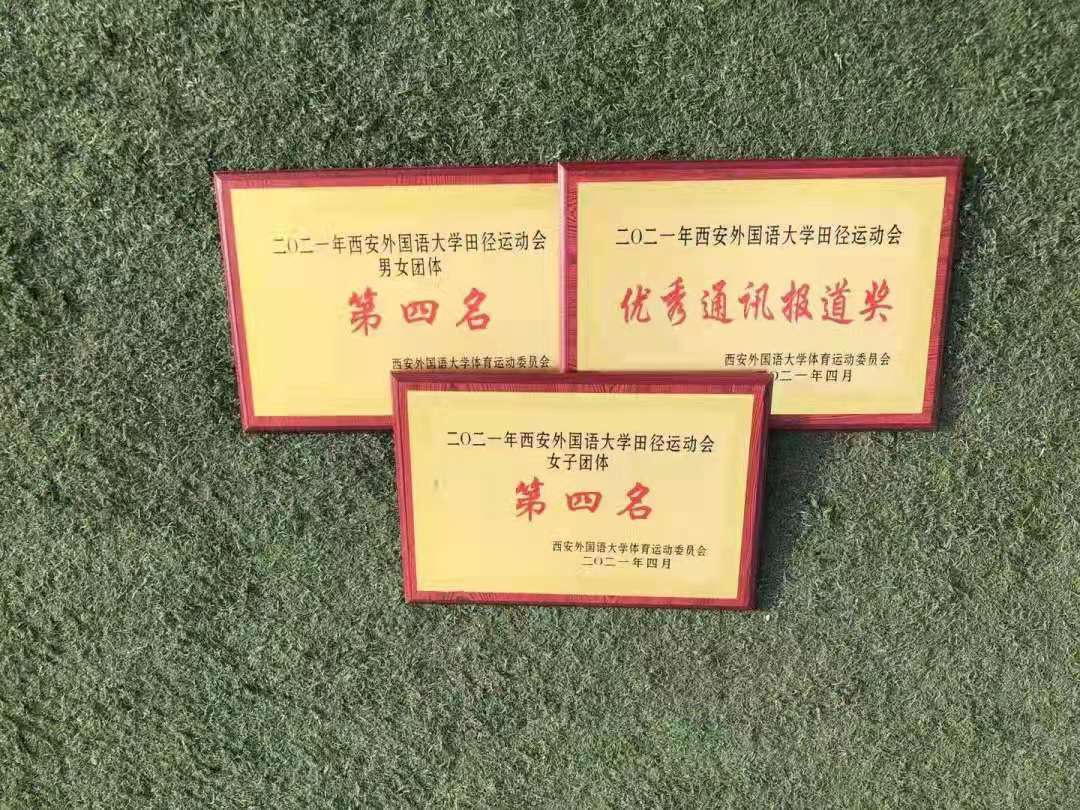 二〇二一年西安外国语大学田径运动会
男女团体
第四名
西安外国语大学体育运动委员会
二〇二一年西安外国语大学田径运动会
优秀通讯报道奖
西安外国语大学体育运动委员会
二〇二一年四月
二〇二一年西安外国语大学田径运动会
女子团体
第四名
西安外国语大学体育运动委员会
二〇二一年四月